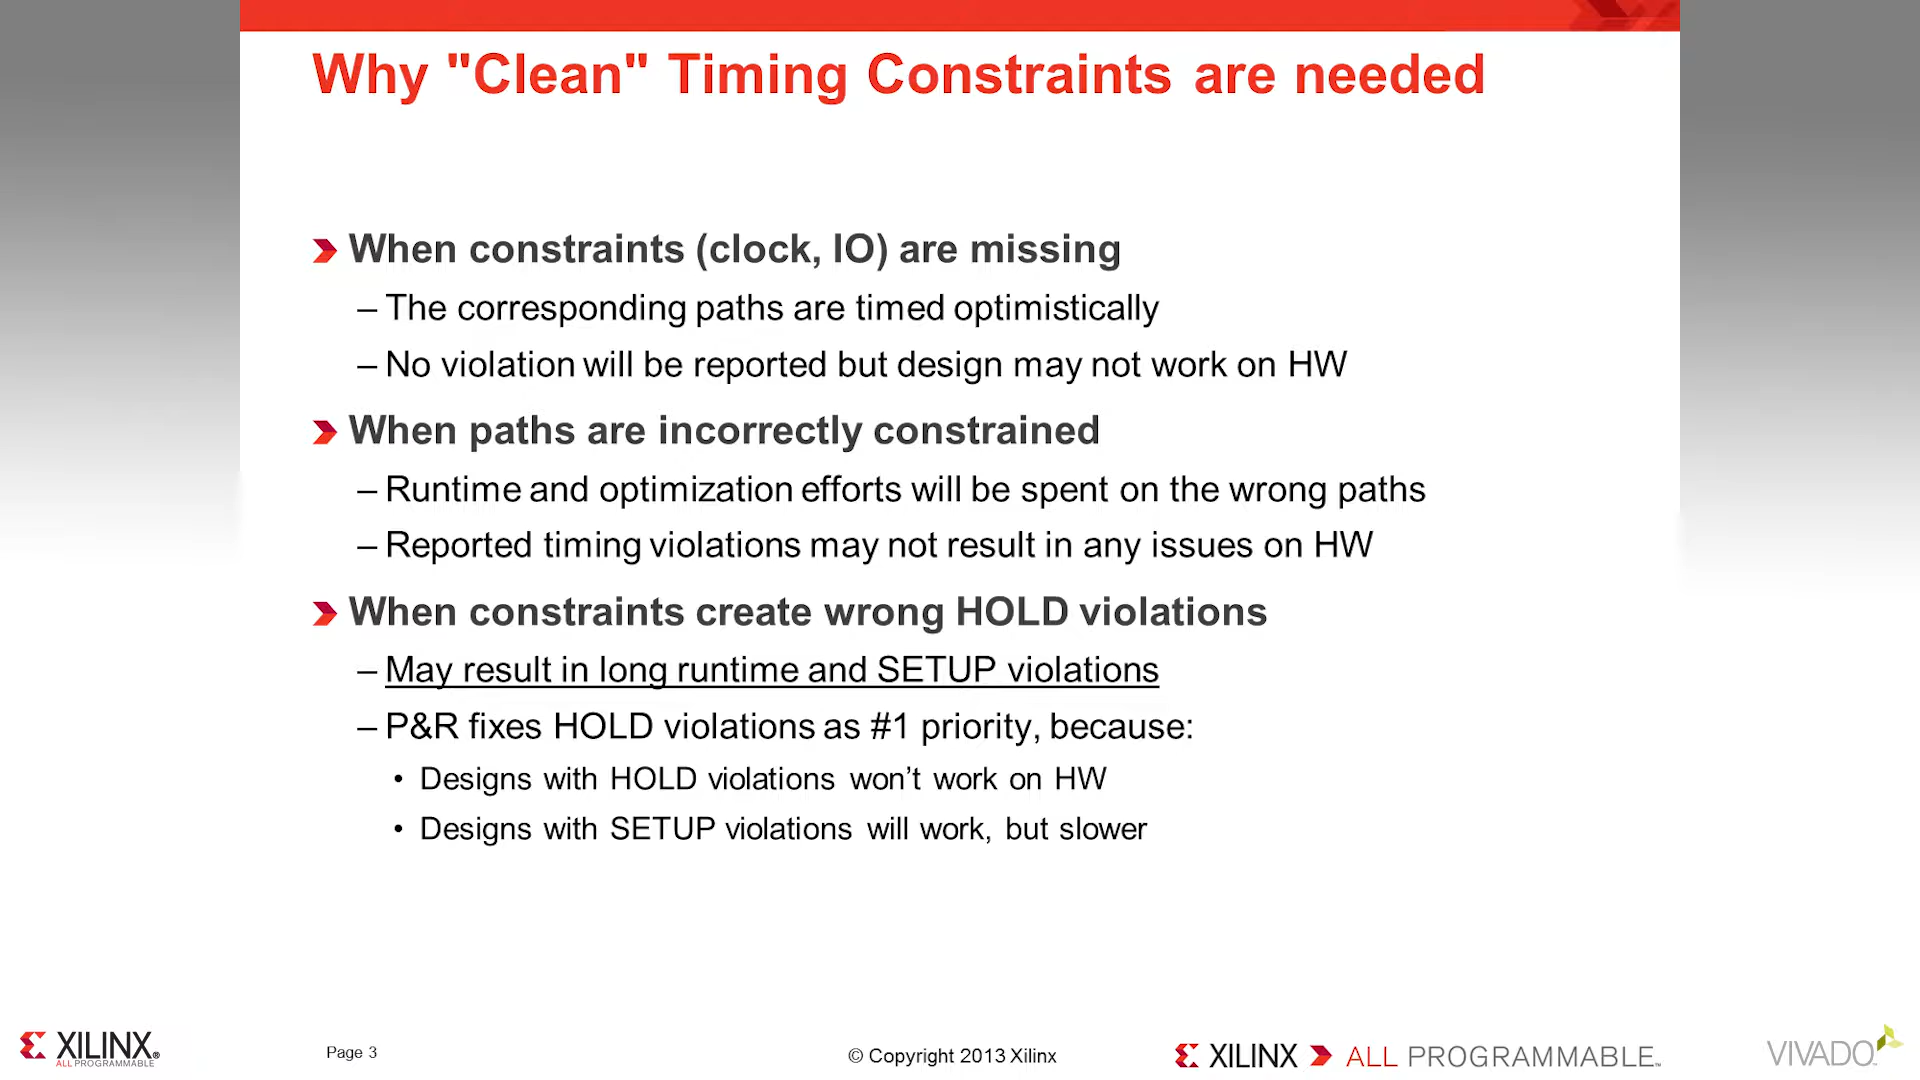 Why "Clean" Timing Constraints are needed
When constraints (clock, IO) are missing
– The corresponding paths are timed optimistically
– No violation will be reported but design may not work on HW
When paths are incorrectly constrained
– Runtime and optimization efforts will be spent on the wrong paths
– Reported timing violations may not result in any issues on HW
When constraints create wrong HOLD violations
– May result in long runtime and SETUP violations
– P&R fixes HOLD violations as #1 priority, because:
• Designs with HOLD violations won’t work on HW
• Designs with SETUP violations will work, but slower
XILINX®
ALL PROGRAMMABLE
Page 3
© Copyright 2013 Xilinx
XILINX ALL PROGRAMMABLE™
VIVADO™